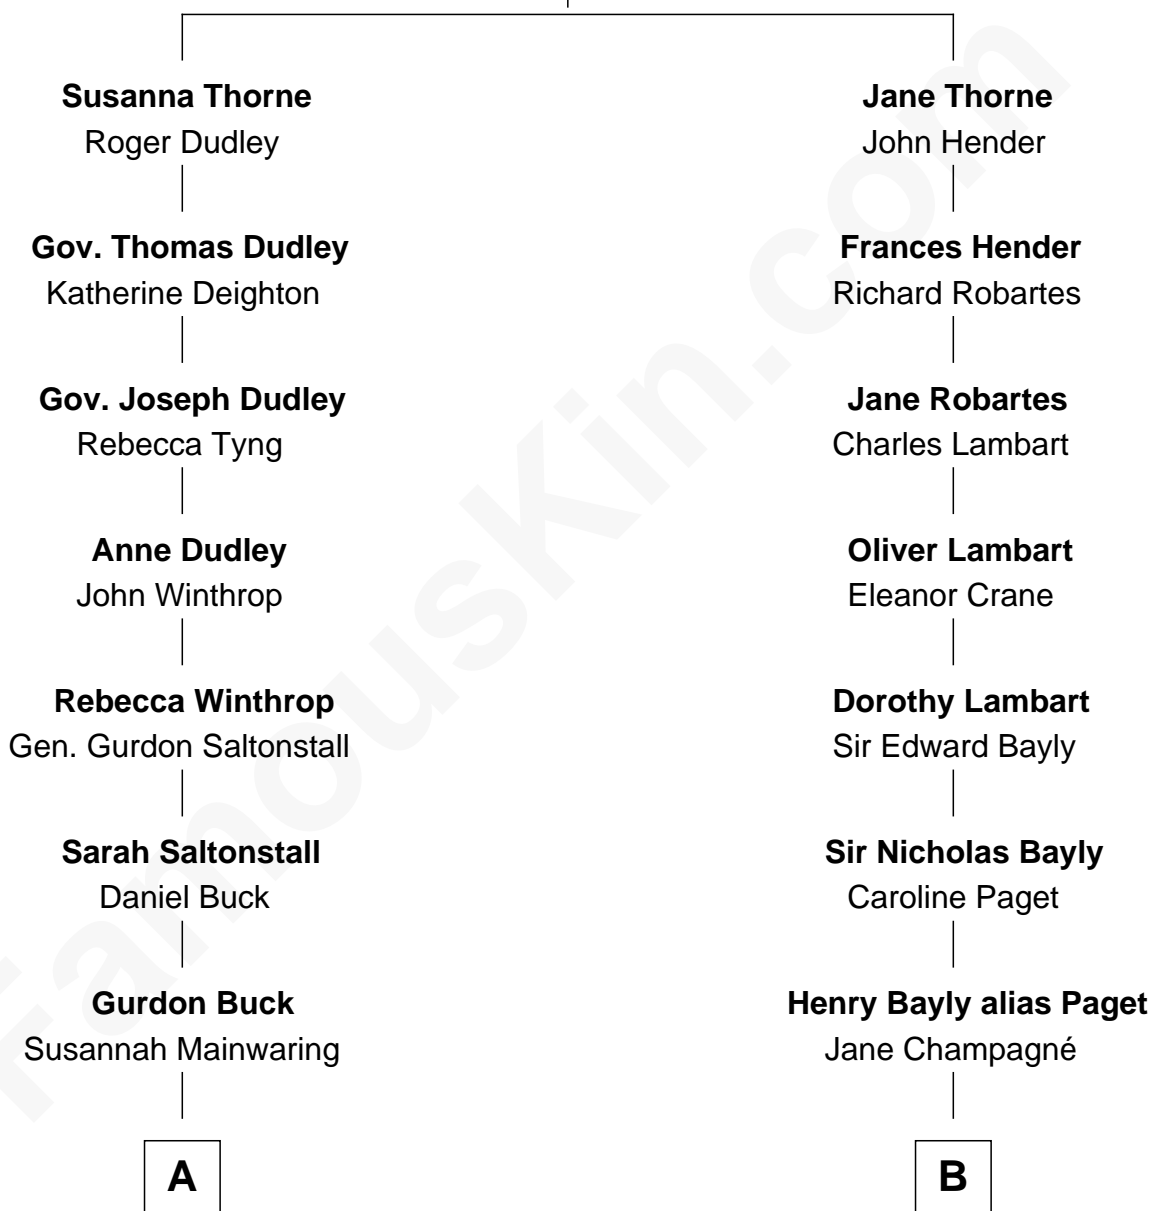 Susanna Thorne
Roger Dudley
Gov. Thomas Dudley
Katherine Deighton
Gov. Joseph Dudley
Rebecca Tyng
Anne Dudley
John Winthrop
Rebecca Winthrop
Gen. Gurdon Saltonstall
Sarah Saltonstall
Daniel Buck
Gurdon Buck
Susannah Mainwaring
A
Jane Thorne
John Hender
Frances Hender
Richard Robartes
Jane Robartes
Charles Lambart
Oliver Lambart
Eleanor Crane
Dorothy Lambart
Sir Edward Bayly
Sir Nicholas Bayly
Caroline Paget
Henry Bayly alias Paget
Jane Champagné
B
FamousKin.com